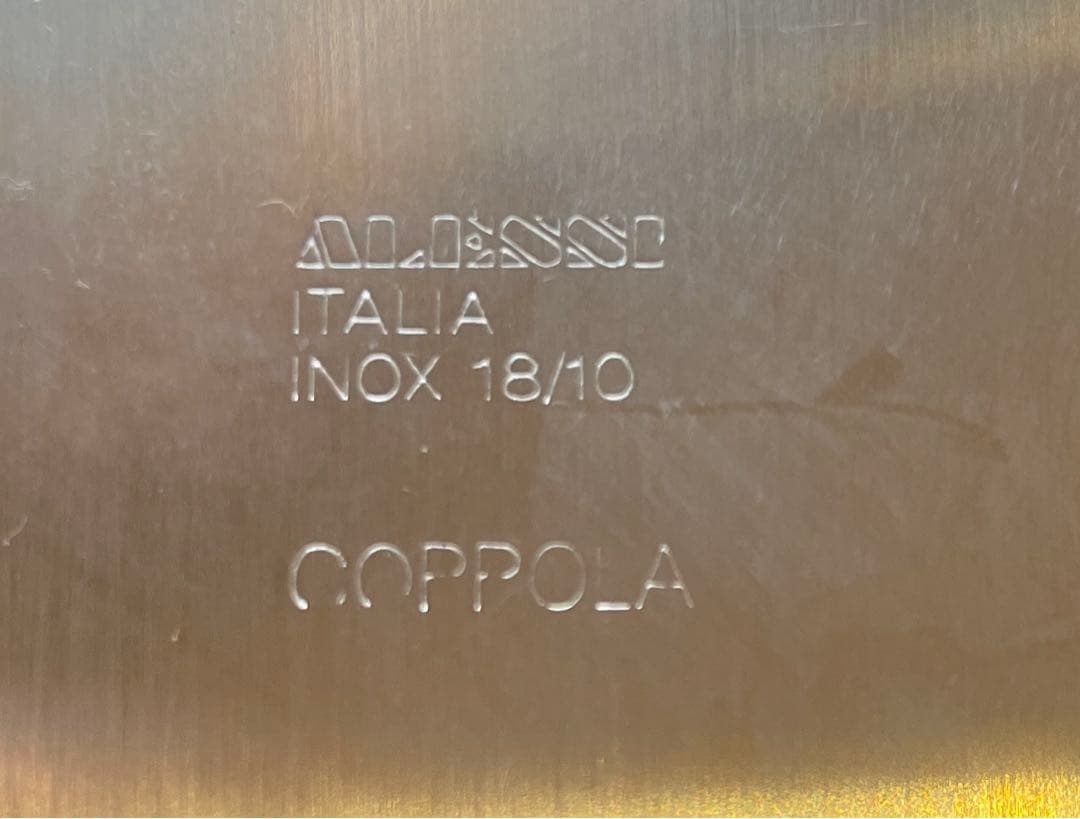 ALESSI
ITALIA
INOX 18/10
COPPOLA